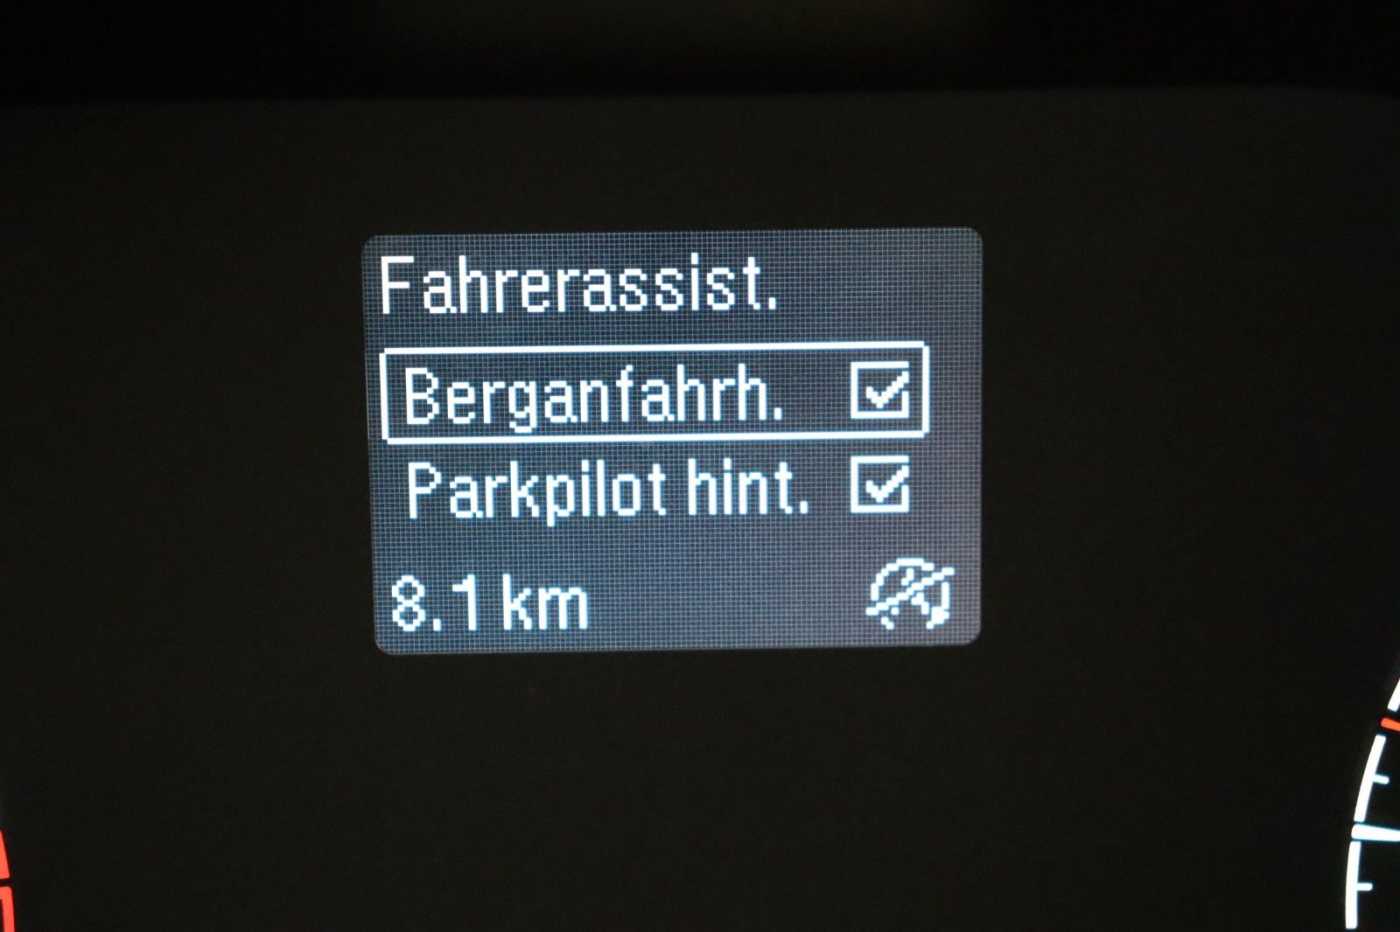 Fahrerassist.
Berganfahrh.
Parkpilot hint.
8.1 km